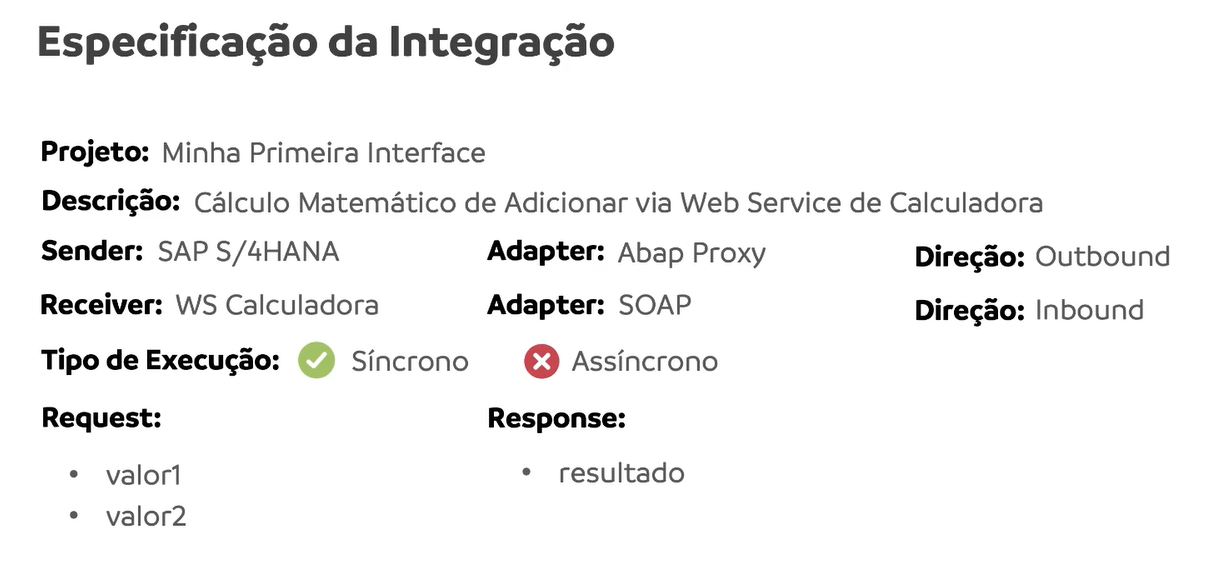 Especificação da Integração
Projeto: Minha Primeira Interface
Descrição: Cálculo Matemático de Adicionar via Web Service de Calculadora
Sender: SAP S/4HANA Adapter: Abap Proxy Direção: Outbound
Receiver: WS Calculadora Adapter: SOAP Direção: Inbound
Tipo de Execução: Síncrono Assíncrono
Request: Response:
• valor1 • resultado
• valor2